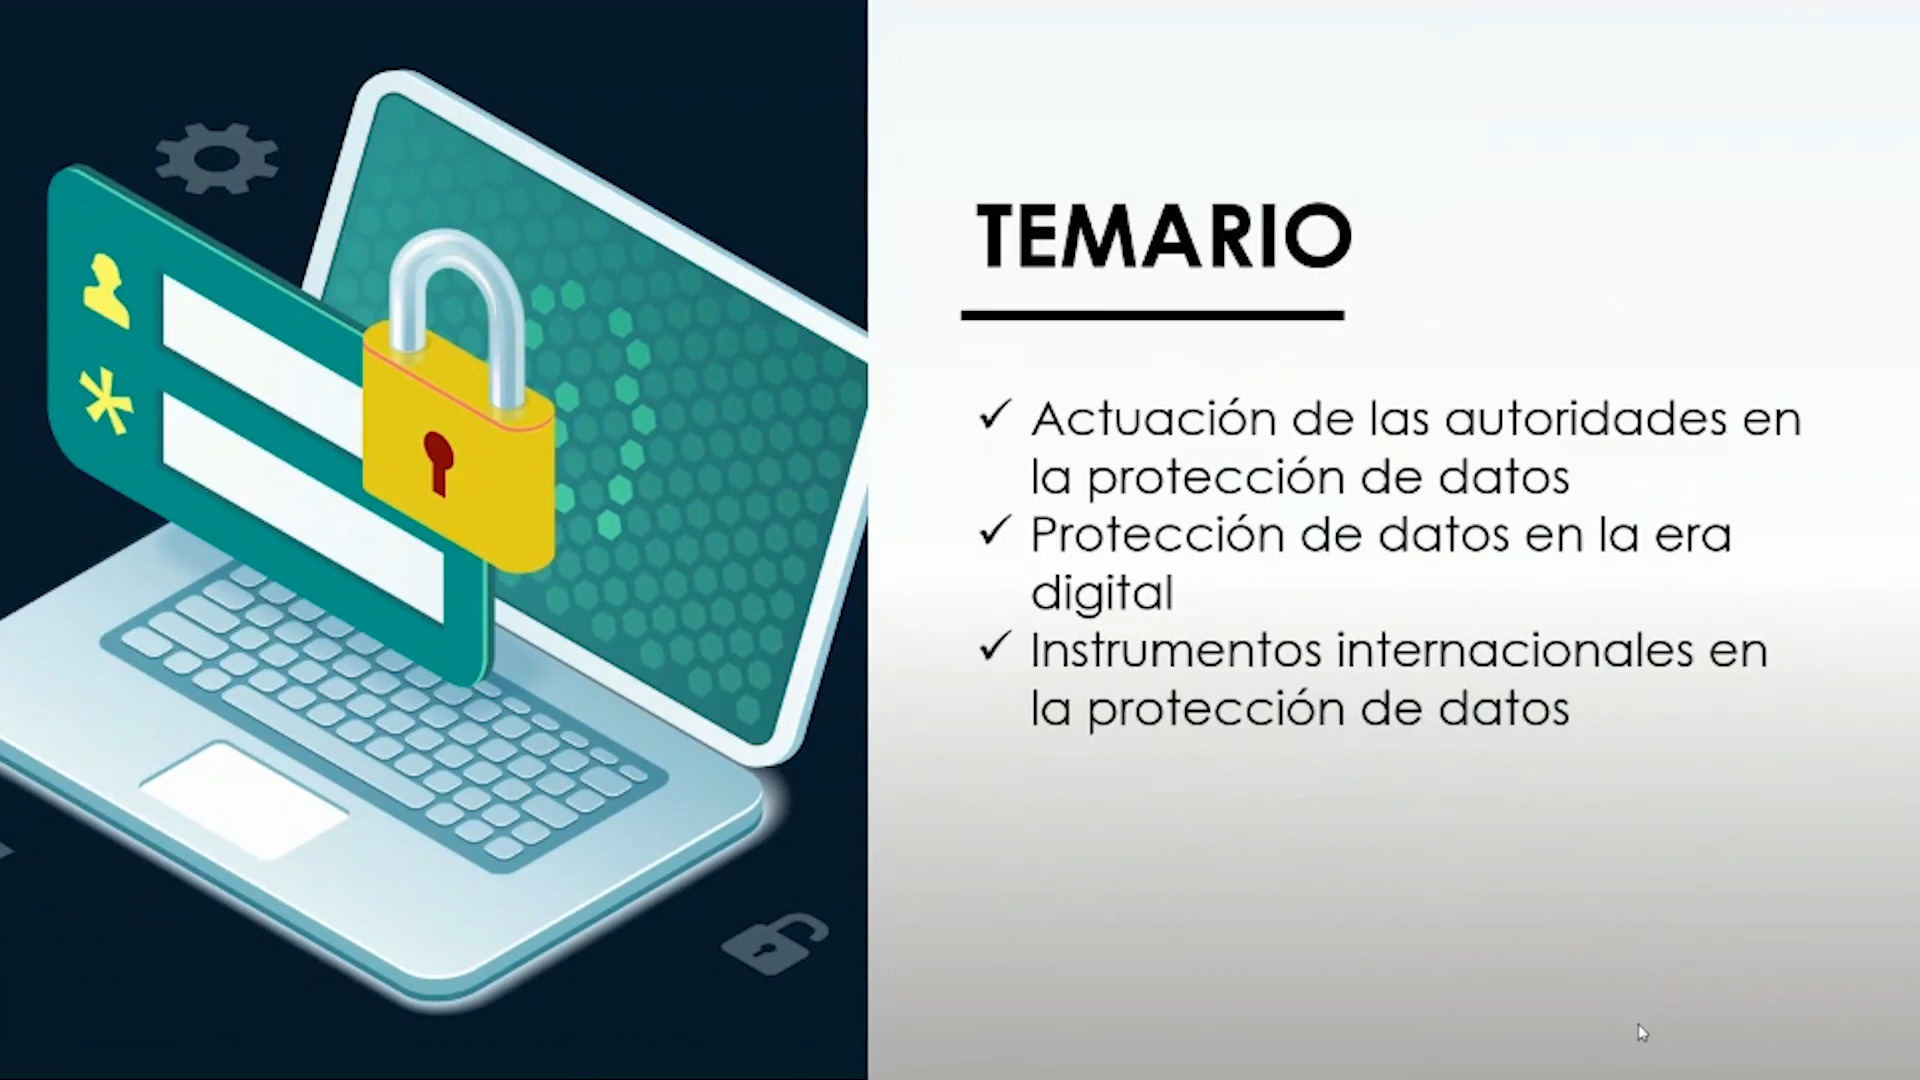 TEMARIO
✓ Actuación de las autoridades en
la protección de datos
✓ Protección de datos en la era
digital
✓ Instrumentos internacionales en
la protección de datos